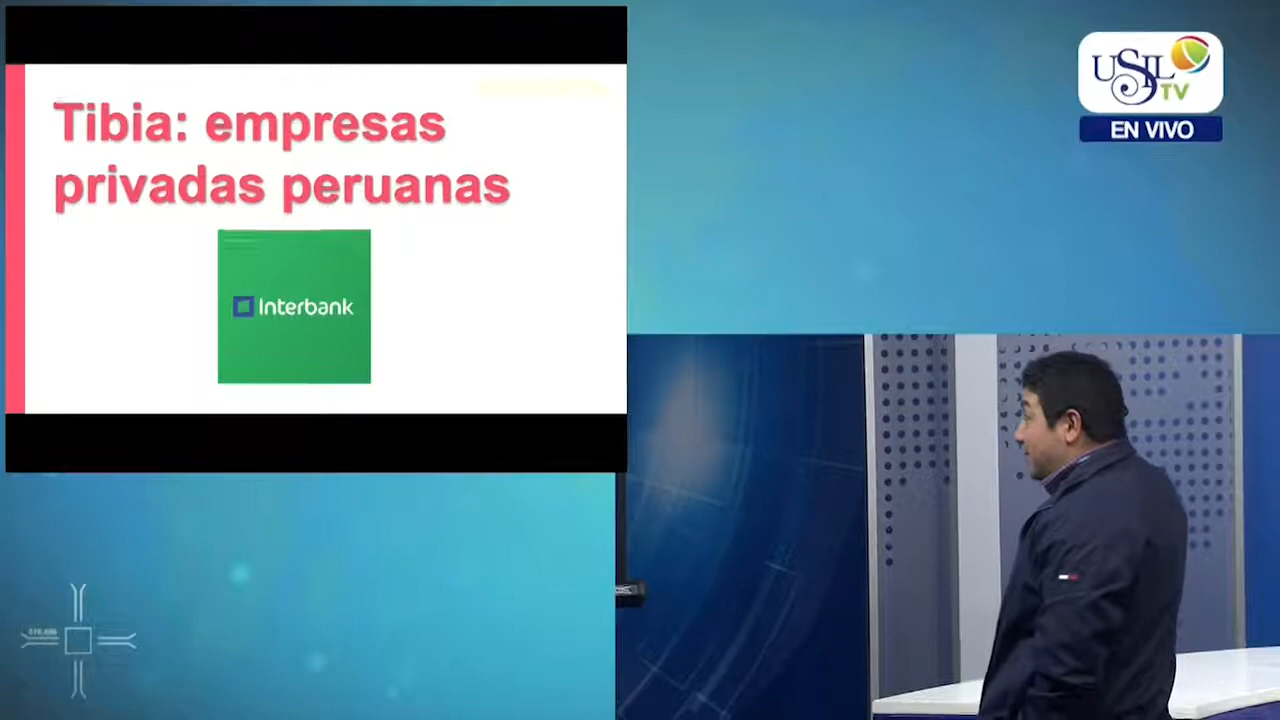 Tibia: empresas
privadas peruanas
Interbank
USIL
TV
EN VIVO